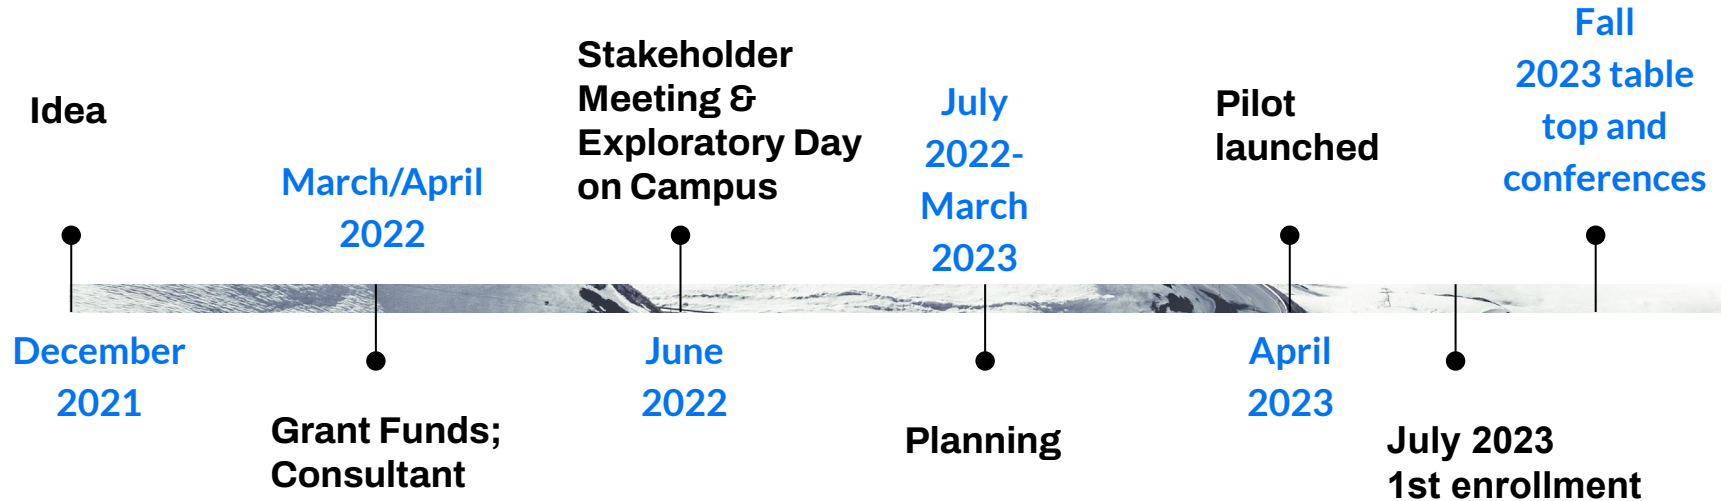 Idea
December
2021
March/April
2022
Grant Funds;
Consultant
Stakeholder
Meeting &
Exploratory Day
on Campus
June
2022
July
2022-
March
2023
Planning
Pilot
launched
April
2023
July 2023
1st enrollment
Fall
2023 table
top and
conferences